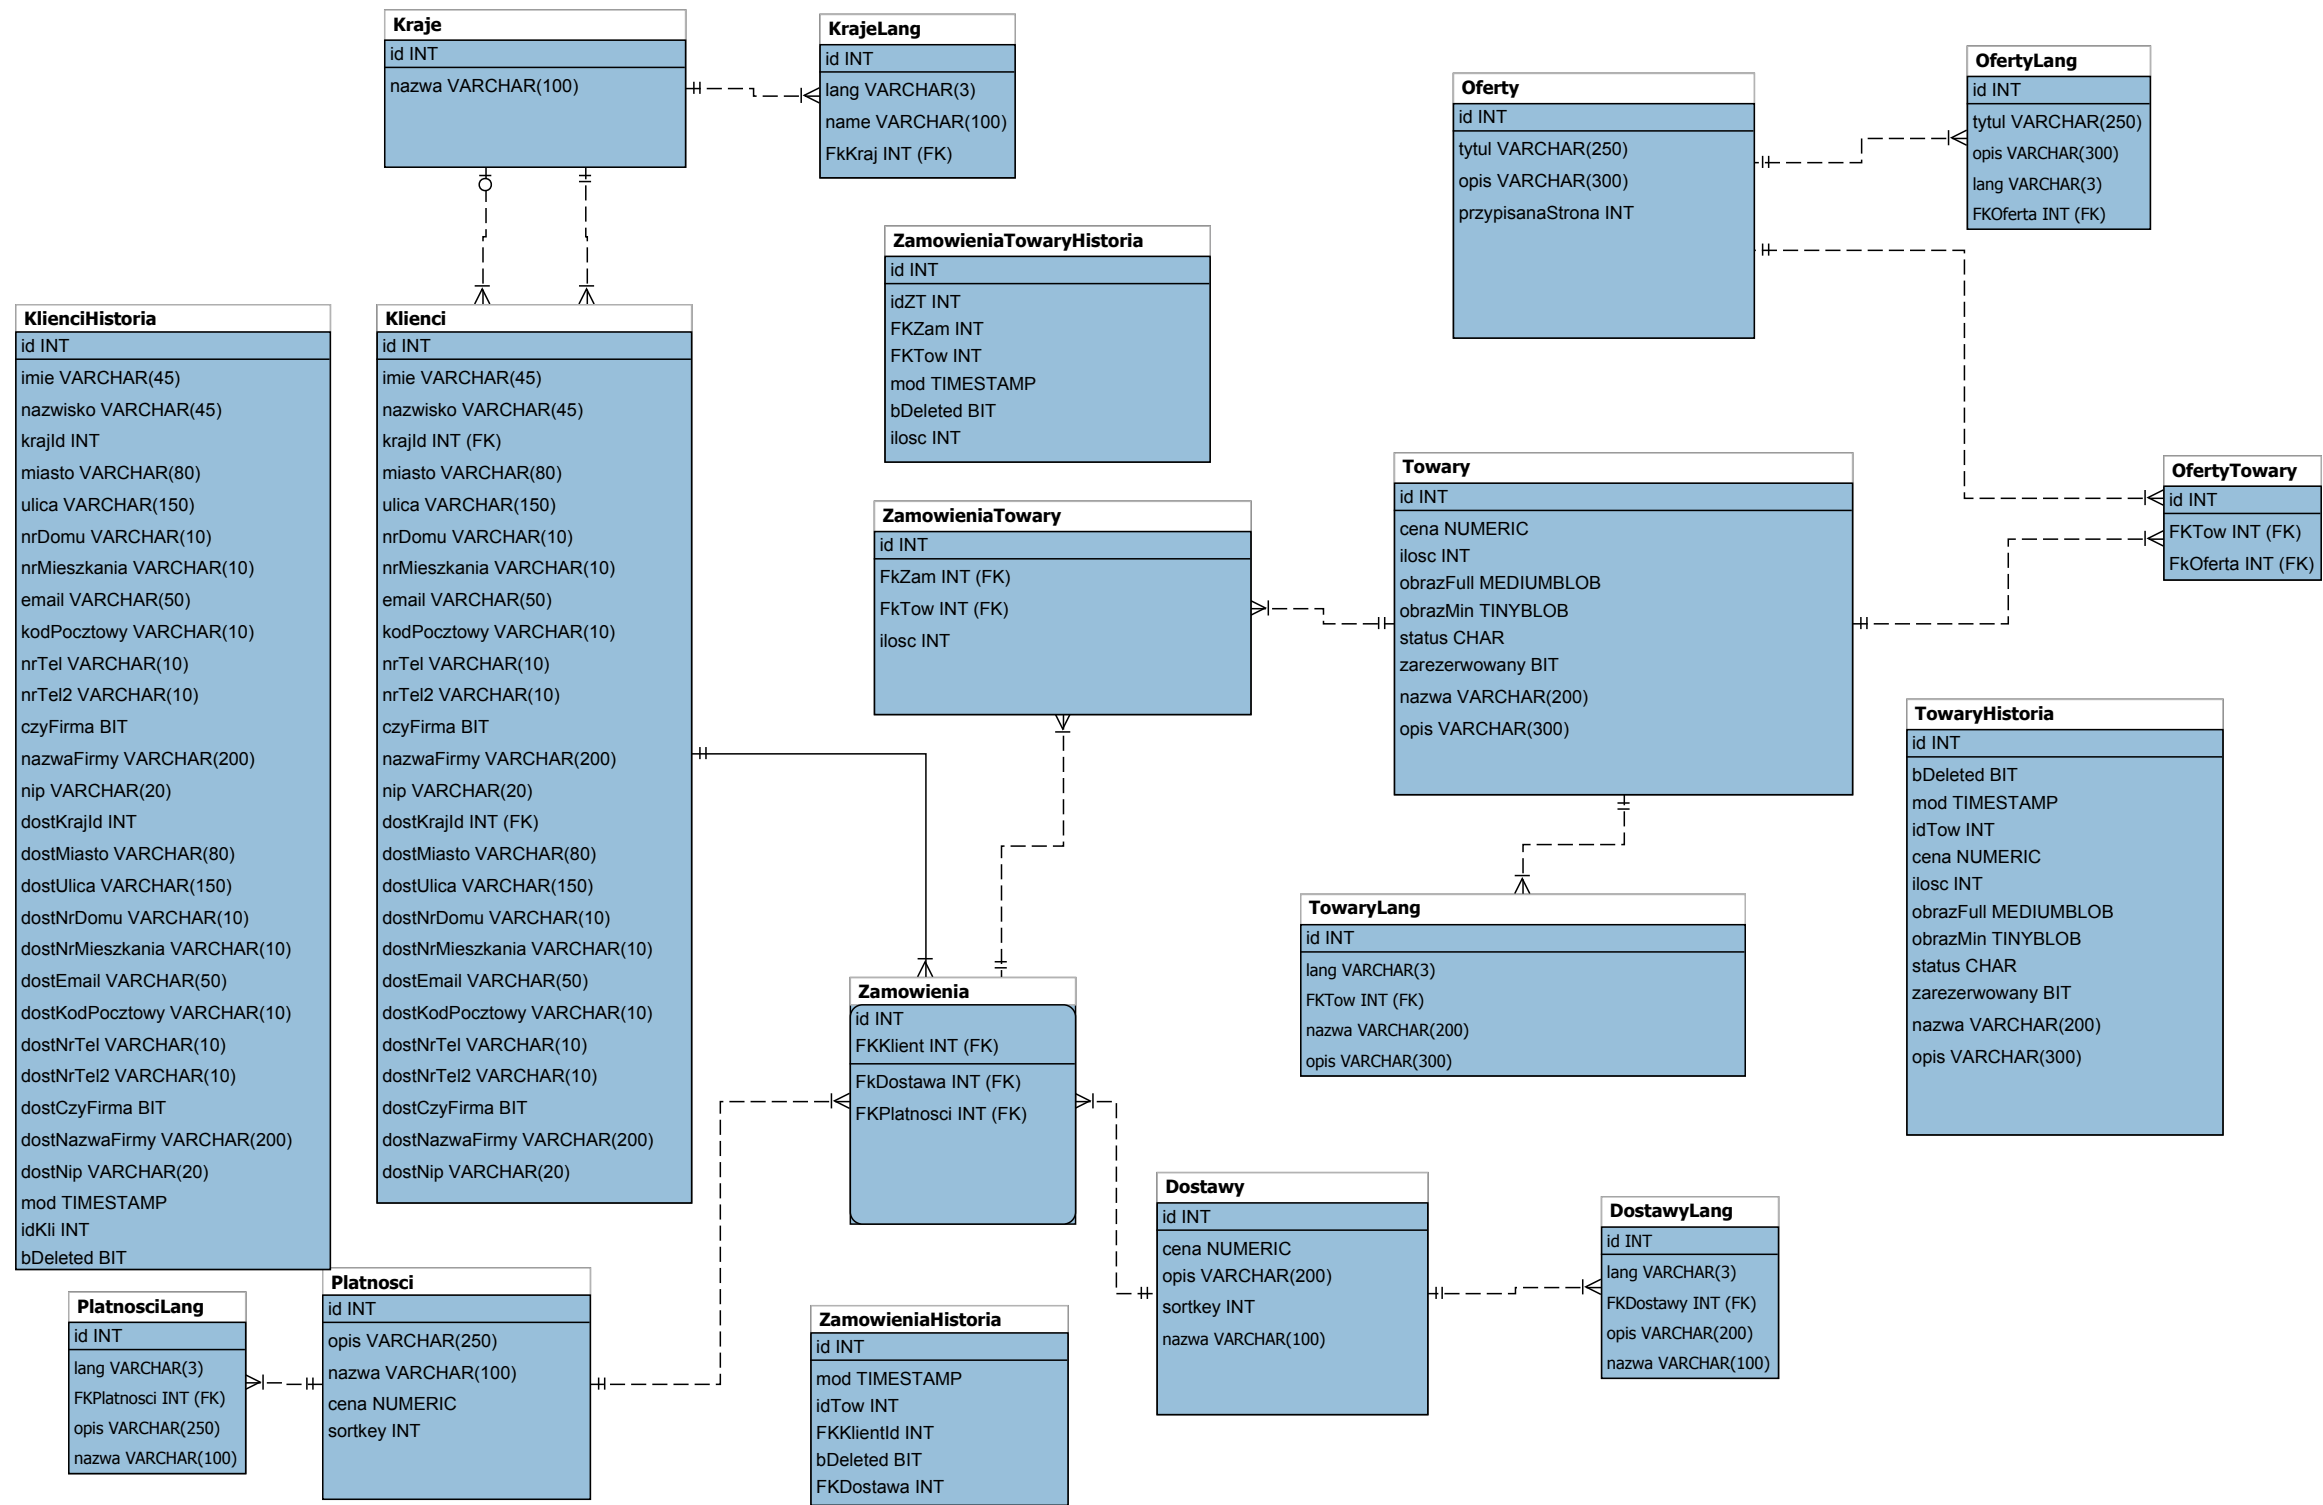 Kraje
id INT
nazwa VARCHAR(100)
KrajeLang
id INT
lang VARCHAR(3)
name VARCHAR(100)
FkKraj INT (FK)
Oferty
id INT
tytul VARCHAR(250)
opis VARCHAR(300)
przypisanaStrona INT
OfertyLang
id INT
tytul VARCHAR(250)
opis VARCHAR(300)
lang VARCHAR(3)
FKOferta INT (FK)
ZamowieniaTowaryHistoria
id INT
idZT INT
FKZam INT
FKTow INT
mod TIMESTAMP
bDeleted BIT
ilosc INT
KlienciHistoria
id INT
imie VARCHAR(45)
nazwisko VARCHAR(45)
krajId INT
miasto VARCHAR(80)
ulica VARCHAR(150)
nrDomu VARCHAR(10)
nrMieszkania VARCHAR(10)
email VARCHAR(50)
kodPocztowy VARCHAR(10)
nrTel VARCHAR(10)
nrTel2 VARCHAR(10)
czyFirma BIT
nazwaFirmy VARCHAR(200)
nip VARCHAR(20)
dostKrajId INT
dostMiasto VARCHAR(80)
dostUlica VARCHAR(150)
dostNrDomu VARCHAR(10)
dostNrMieszkania VARCHAR(10)
dostEmail VARCHAR(50)
dostKodPocztowy VARCHAR(10)
dostNrTel VARCHAR(10)
dostNrTel2 VARCHAR(10)
dostCzyFirma BIT
dostNazwaFirmy VARCHAR(200)
dostNip VARCHAR(20)
mod TIMESTAMP
idKli INT
bDeleted BIT
Klienci
id INT
imie VARCHAR(45)
nazwisko VARCHAR(45)
krajId INT (FK)
miasto VARCHAR(80)
ulica VARCHAR(150)
nrDomu VARCHAR(10)
nrMieszkania VARCHAR(10)
email VARCHAR(50)
kodPocztowy VARCHAR(10)
nrTel VARCHAR(10)
nrTel2 VARCHAR(10)
czyFirma BIT
nazwaFirmy VARCHAR(200)
nip VARCHAR(20)
dostKrajId INT (FK)
dostMiasto VARCHAR(80)
dostUlica VARCHAR(150)
dostNrDomu VARCHAR(10)
dostNrMieszkania VARCHAR(10)
dostEmail VARCHAR(50)
dostKodPocztowy VARCHAR(10)
dostNrTel VARCHAR(10)
dostNrTel2 VARCHAR(10)
dostCzyFirma BIT
dostNazwaFirmy VARCHAR(200)
dostNip VARCHAR(20)
ZamowieniaTowary
id INT
FkZam INT (FK)
FkTow INT (FK)
ilosc INT
Towary
id INT
cena NUMERIC
ilosc INT
obrazFull MEDIUMBLOB
obrazMin TINYBLOB
status CHAR
zarezerwowany BIT
nazwa VARCHAR(200)
opis VARCHAR(300)
OfertyTowary
id INT
FKTow INT (FK)
FkOferta INT (FK)
TowaryHistoria
id INT
bDeleted BIT
mod TIMESTAMP
idTow INT
cena NUMERIC
ilosc INT
obrazFull MEDIUMBLOB
obrazMin TINYBLOB
status CHAR
zarezerwowany BIT
nazwa VARCHAR(200)
opis VARCHAR(300)
TowaryLang
id INT
lang VARCHAR(3)
FKTow INT (FK)
nazwa VARCHAR(200)
opis VARCHAR(300)
Zamowienia
id INT
FKKlient INT (FK)
FkDostawa INT (FK)
FKPlatnosci INT (FK)
Dostawy
id INT
cena NUMERIC
opis VARCHAR(200)
sortkey INT
nazwa VARCHAR(100)
DostawyLang
id INT
lang VARCHAR(3)
FKDostawy INT (FK)
opis VARCHAR(200)
nazwa VARCHAR(100)
PlatnosciLang
id INT
lang VARCHAR(3)
FKPlatnosci INT (FK)
opis VARCHAR(250)
nazwa VARCHAR(100)
Platnosci
id INT
opis VARCHAR(250)
nazwa VARCHAR(100)
cena NUMERIC
sortkey INT
ZamowieniaHistoria
id INT
mod TIMESTAMP
idTow INT
FKKlientId INT
bDeleted BIT
FKDostawa INT